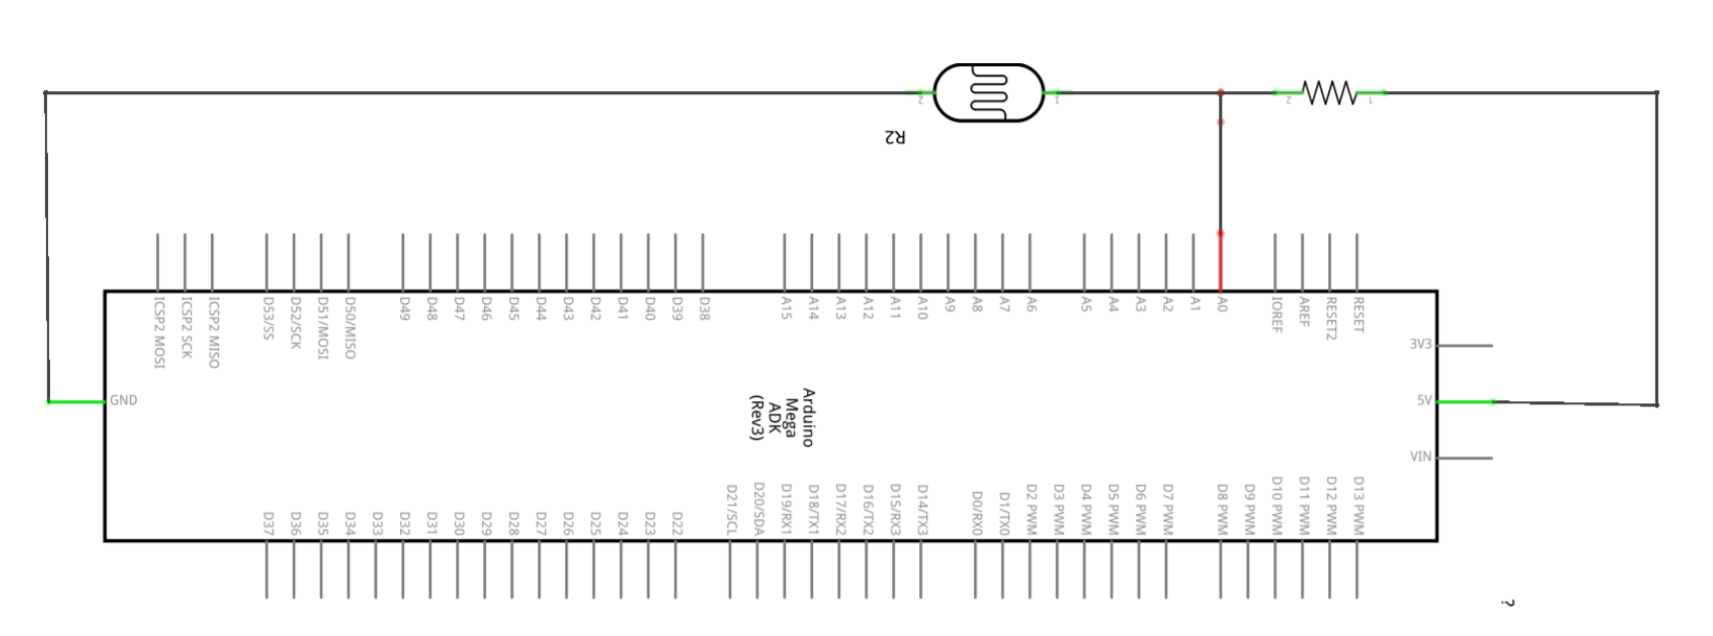 2
1
2
1
R2
ICSP2 MOSI
ICSP2 SCK
ICSP2 MISO
D53/SS
D52/SCK
D51/MOSI
D50/MISO
D49
D48
D47
D46
D45
D44
D43
D42
D41
D40
D39
D38
A15
A14
A13
A12
A11
A10
A9
A8
A7
A6
A5
A4
A3
A2
A1
A0
IOREF
AREF
RESET2
RESET
3V3
GND
5V
Arduino
Mega
ADK
(Rev3)
VIN
D37
D36
D35
D34
D33
D32
D31
D30
D29
D28
D27
D26
D25
D24
D23
D22
D21/SCL
D20/SDA
D19/RX1
D18/TX1
D17/RX2
D16/TX2
D15/RX3
D14/TX3
D0/RX0
D1/TX0
D2 PWM
D3 PWM
D4 PWM
D5 PWM
D6 PWM
D7 PWM
D8 PWM
D9 PWM
D10 PWM
D11 PWM
D12 PWM
D13 PWM
?